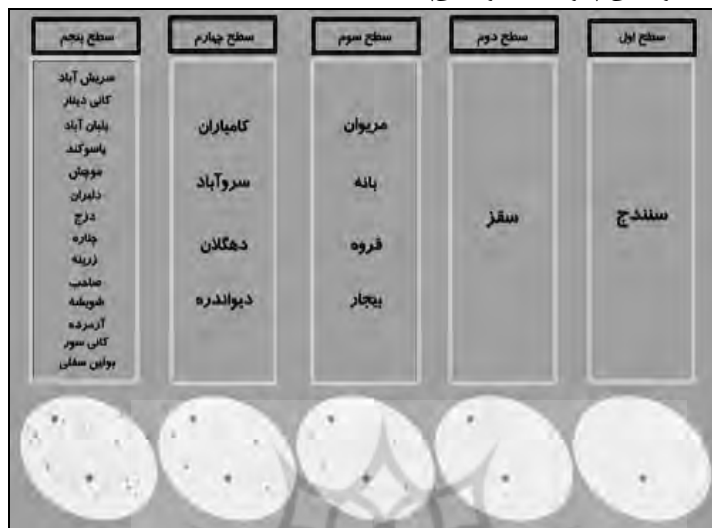 سطح اول
سطح دوم
سطح سوم
سطح چهارم
سطح پنجم
سنندج
سقز
مریوان
بانه
قروه
بیجار
کامیاران
سروآباد
دهگلان
دیواندره
سریش آباد
کانی دینار
بلبان آباد
یاسوکند
موچش
دلبران
دزج
چناره
زرینه
صاحب
شویشه
آرمرده
کانی سور
بوئین سفلی